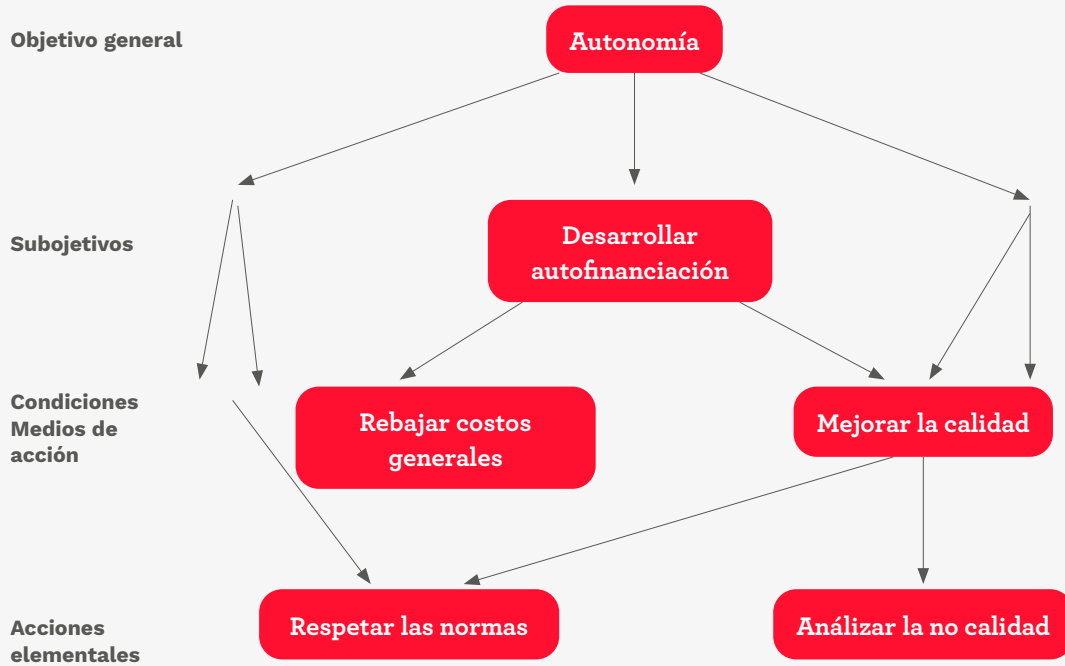 Objetivo general
Autonomía
Subojetivos
Desarrollar
autofinanciación
Condiciones
Medios de
acción
Rebajar costos
generales
Mejorar la calidad
Acciones
elementales
Respetar las normas
Análizar la no calidad